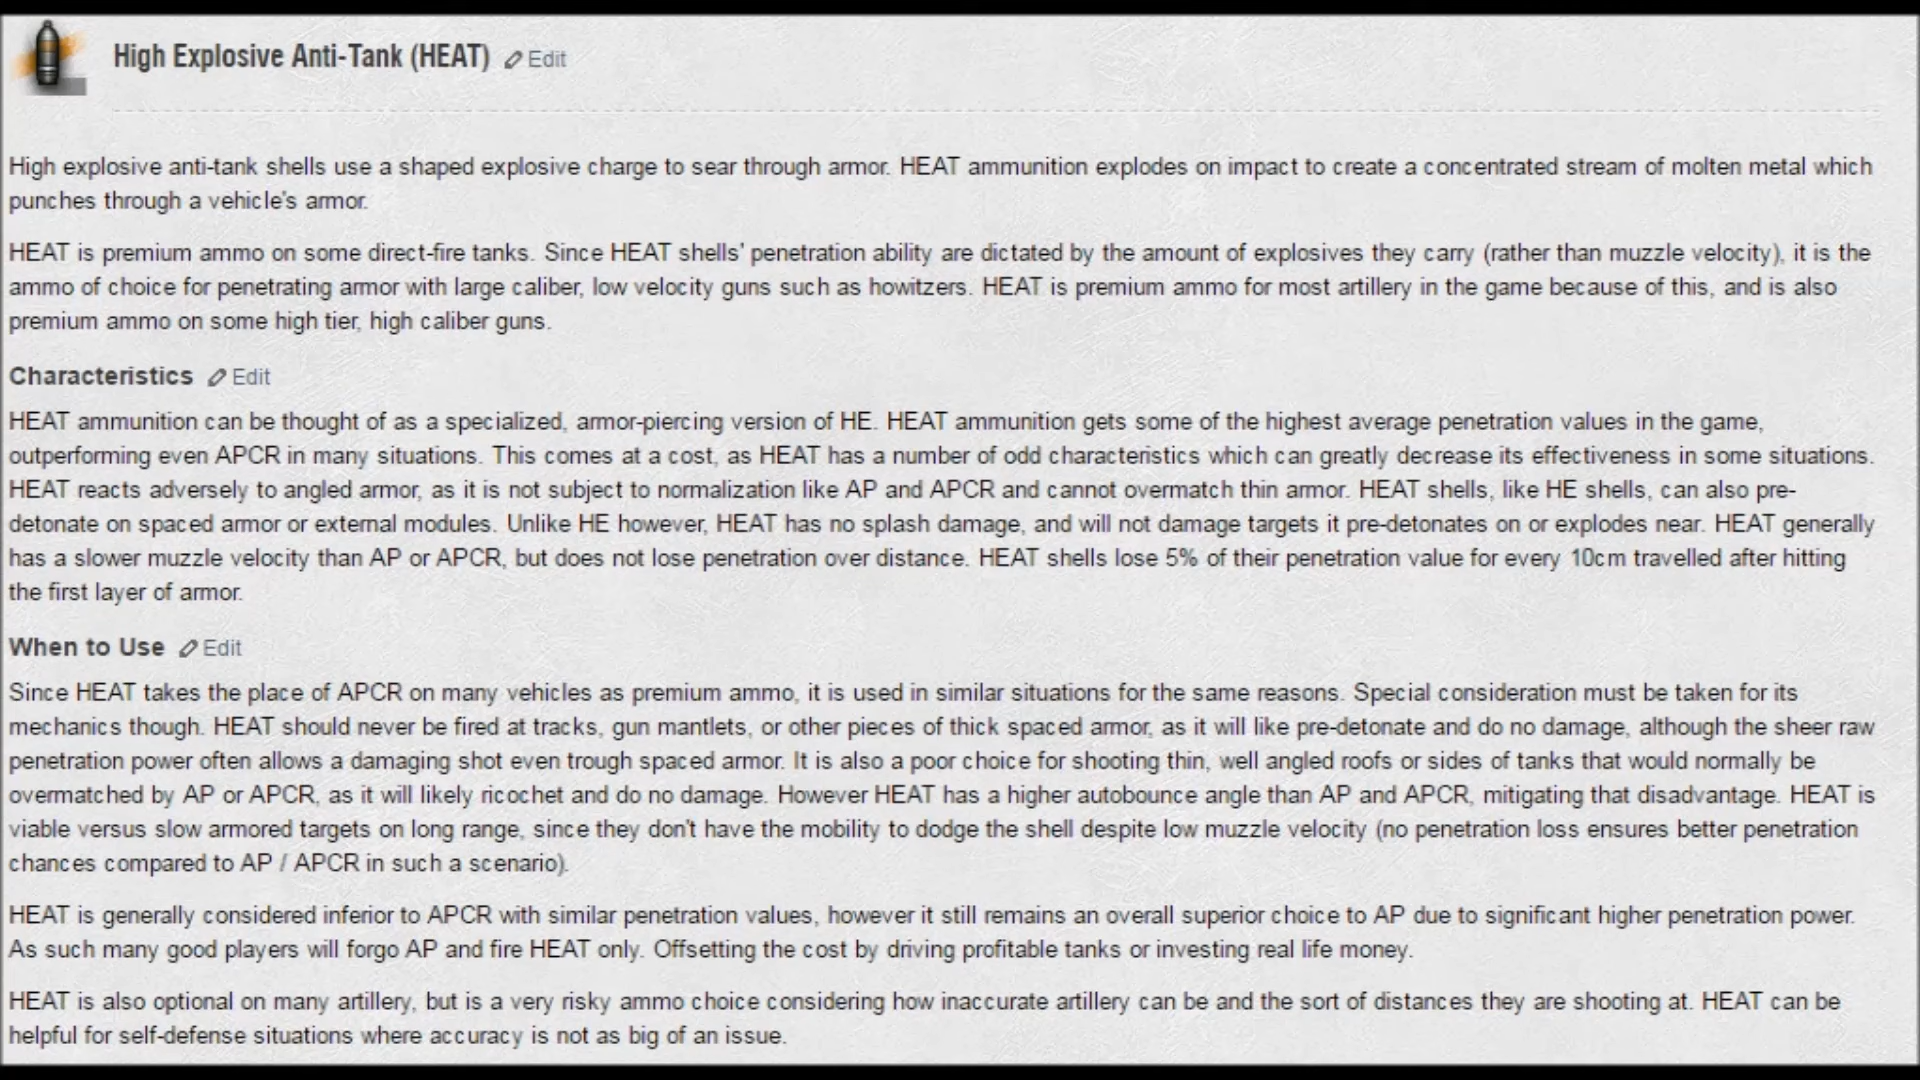 High Explosive Anti-Tank (HEAT) Edit
High explosive anti-tank shells use a shaped explosive charge to sear through armor. HEAT ammunition explodes on impact to create a concentrated stream of molten metal which
punches through a vehicle's armor.
HEAT is premium ammo on some direct-fire tanks. Since HEAT shells' penetration ability are dictated by the amount of explosives they carry (rather than muzzle velocity), it is the
ammo of choice for penetrating armor with large caliber, low velocity guns such as howitzers. HEAT is premium ammo for most artillery in the game because of this, and is also
premium ammo on some high tier, high caliber guns.
Characteristics Edit
HEAT ammunition can be thought of as a specialized, armor-piercing version of HE. HEAT ammunition gets some of the highest average penetration values in the game,
outperforming even APCR in many situations. This comes at a cost, as HEAT has a number of odd characteristics which can greatly decrease its effectiveness in some situations.
HEAT reacts adversely to angled armor, as it is not subject to normalization like AP and APCR and cannot overmatch thin armor. HEAT shells, like HE shells, can also pre-
detonate on spaced armor or external modules. Unlike HE however, HEAT has no splash damage, and will not damage targets it pre-detonates on or explodes near. HEAT generally
has a slower muzzle velocity than AP or APCR, but does not lose penetration over distance. HEAT shells lose 5% of their penetration value for every 10cm travelled after hitting
the first layer of armor.
When to Use Edit
Since HEAT takes the place of APCR on many vehicles as premium ammo, it is used in similar situations for the same reasons. Special consideration must be taken for its
mechanics though. HEAT should never be fired at tracks, gun mantlets, or other pieces of thick spaced armor, as it will like pre-detonate and do no damage, although the sheer raw
penetration power often allows a damaging shot even trough spaced armor. It is also a poor choice for shooting thin, well angled roofs or sides of tanks that would normally be
overmatched by AP or APCR, as it will likely ricochet and do no damage. However HEAT has a higher autobounce angle than AP and APCR, mitigating that disadvantage. HEAT is
viable versus slow armored targets on long range, since they don't have the mobility to dodge the shell despite low muzzle velocity (no penetration loss ensures better penetration
chances compared to AP / APCR in such a scenario).
HEAT is generally considered inferior to APCR with similar penetration values, however it still remains an overall superior choice to AP due to significant higher penetration power.
As such many good players will forgo AP and fire HEAT only. Offsetting the cost by driving profitable tanks or investing real life money.
HEAT is also optional on many artillery, but is a very risky ammo choice considering how inaccurate artillery can be and the sort of distances they are shooting at. HEAT can be
helpful for self-defense situations where accuracy is not as big of an issue.